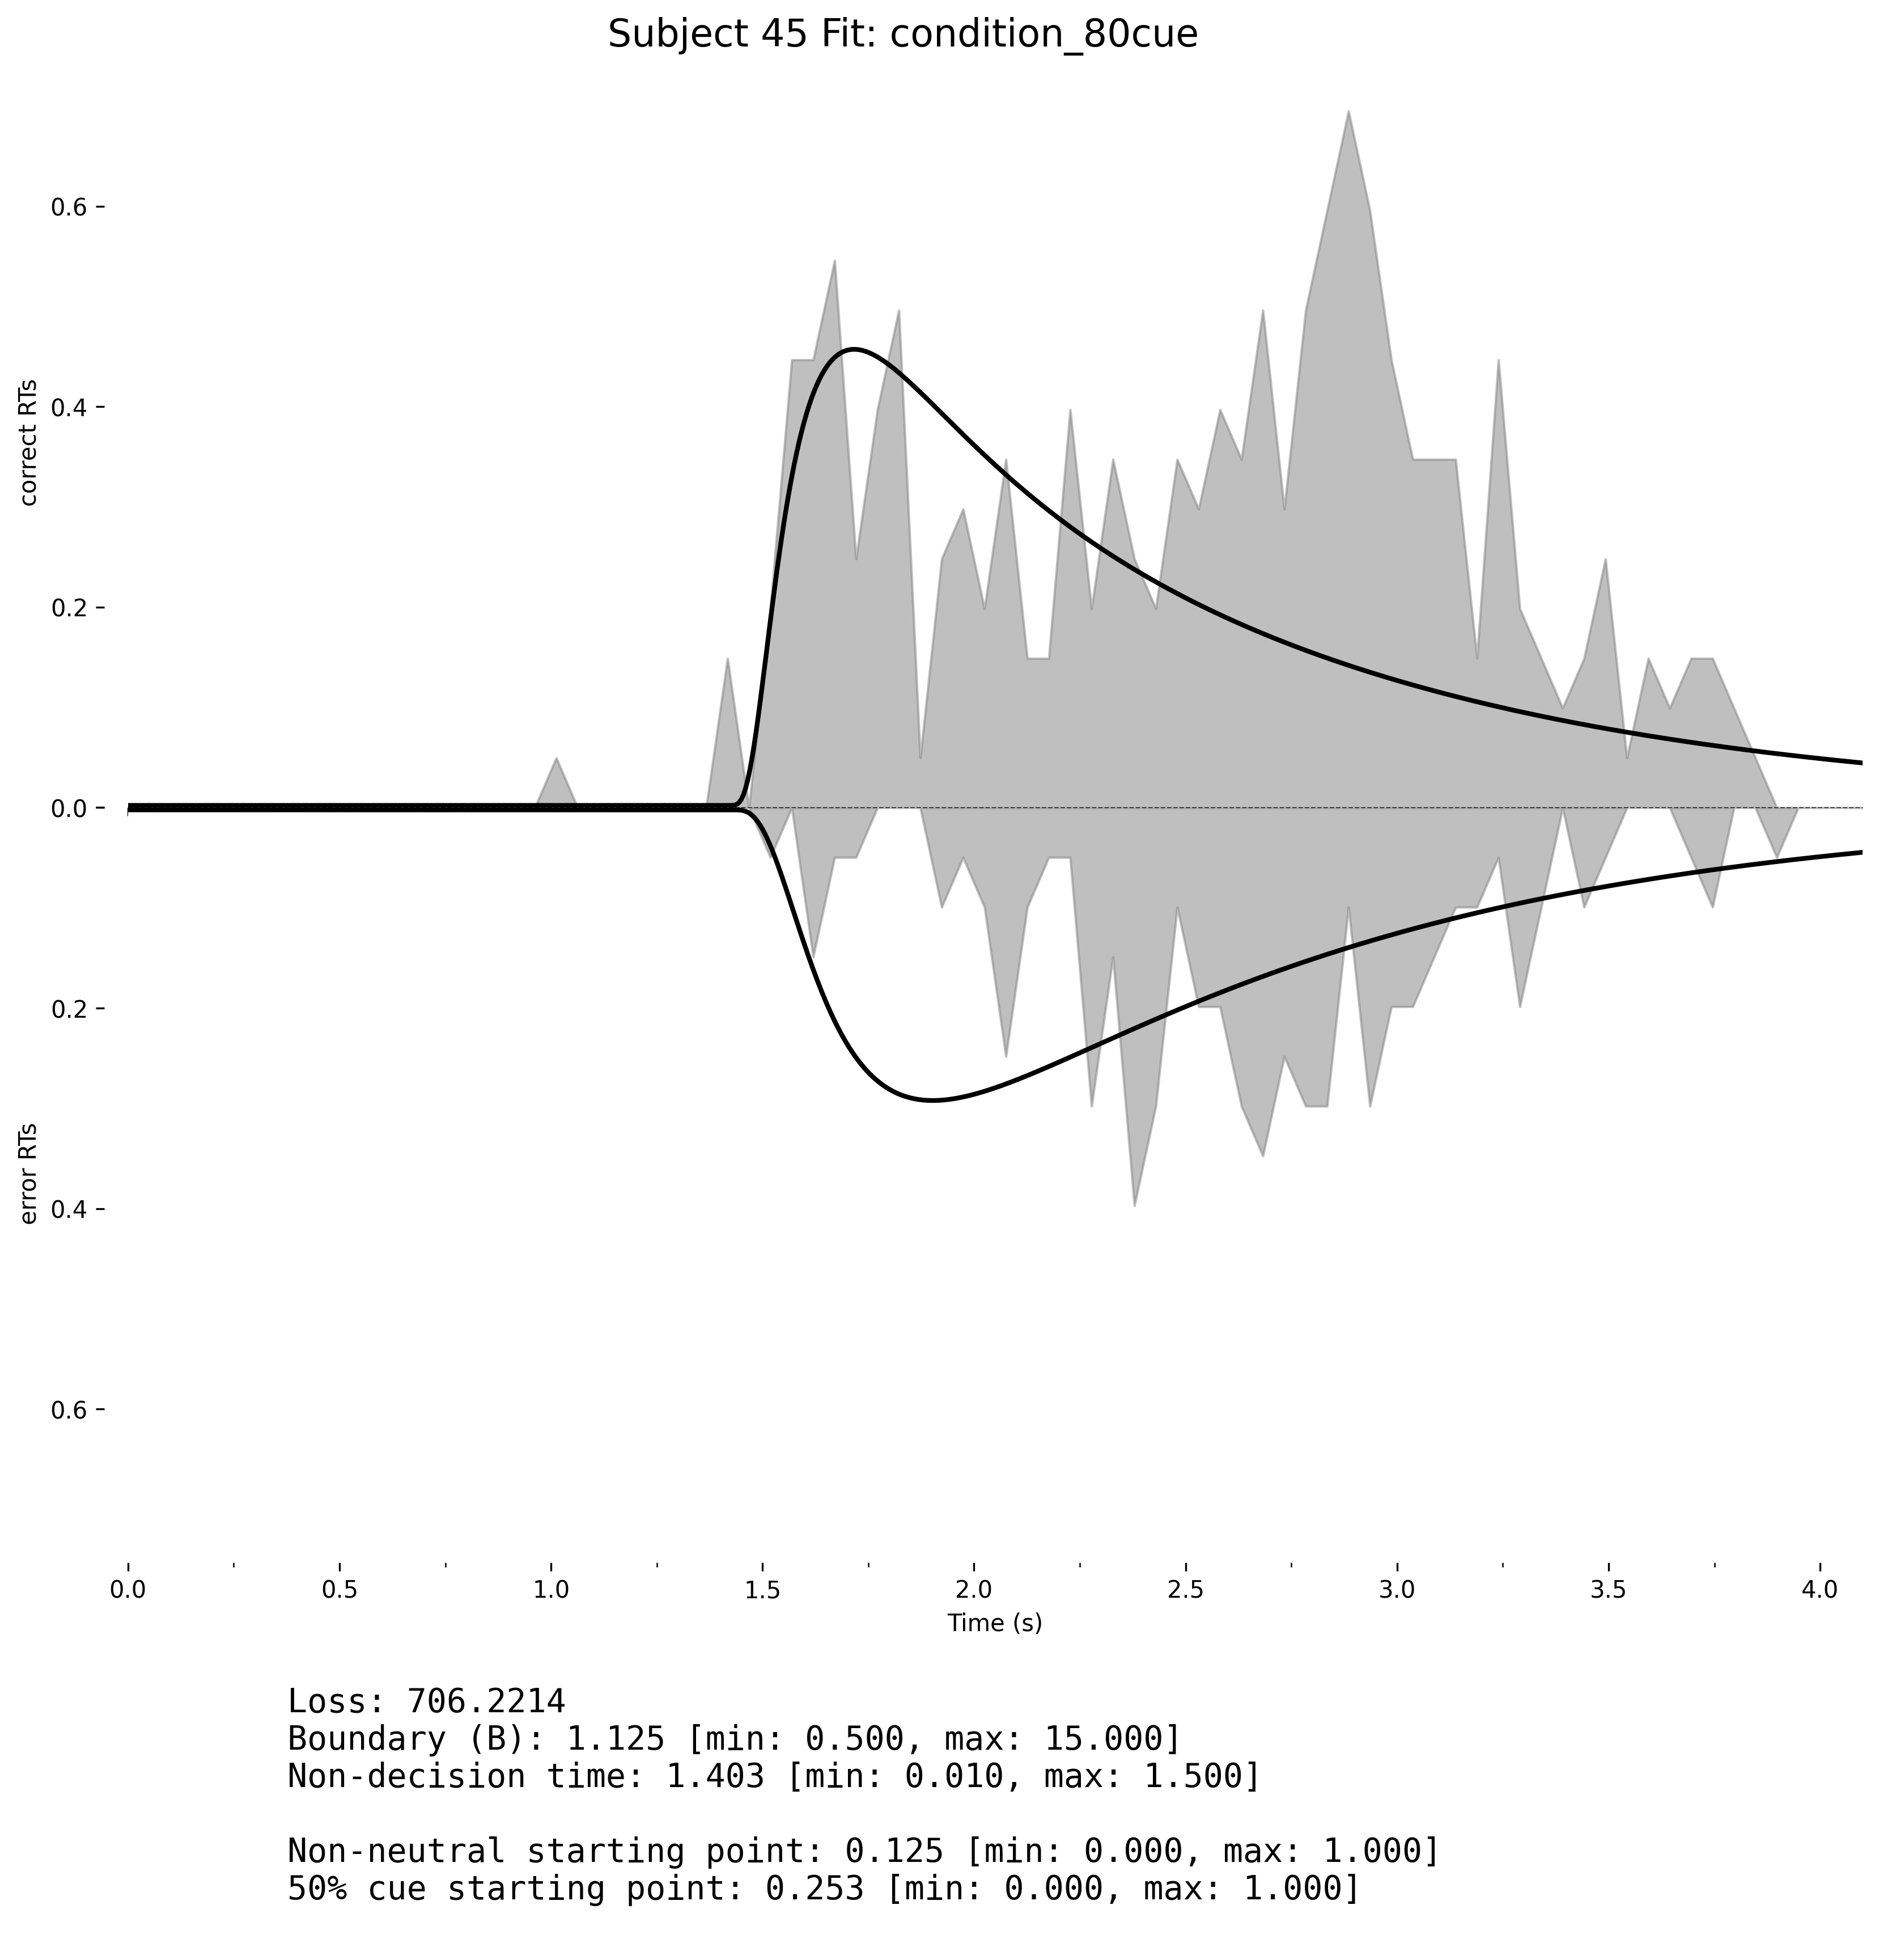 Subject 45 Fit: condition_80cue
correct RTs
0.6
0.4
0.2
0.0
0.2
error RTs
0.4
0.6
0.0 0.5 1.0 1.5 2.0 2.5 3.0 3.5 4.0
Time (s)
Loss: 706.2214
Boundary (B): 1.125 [min: 0.500, max: 15.000]
Non-decision time: 1.403 [min: 0.010, max: 1.500]
Non-neutral starting point: 0.125 [min: 0.000, max: 1.000]
50% cue starting point: 0.253 [min: 0.000, max: 1.000]